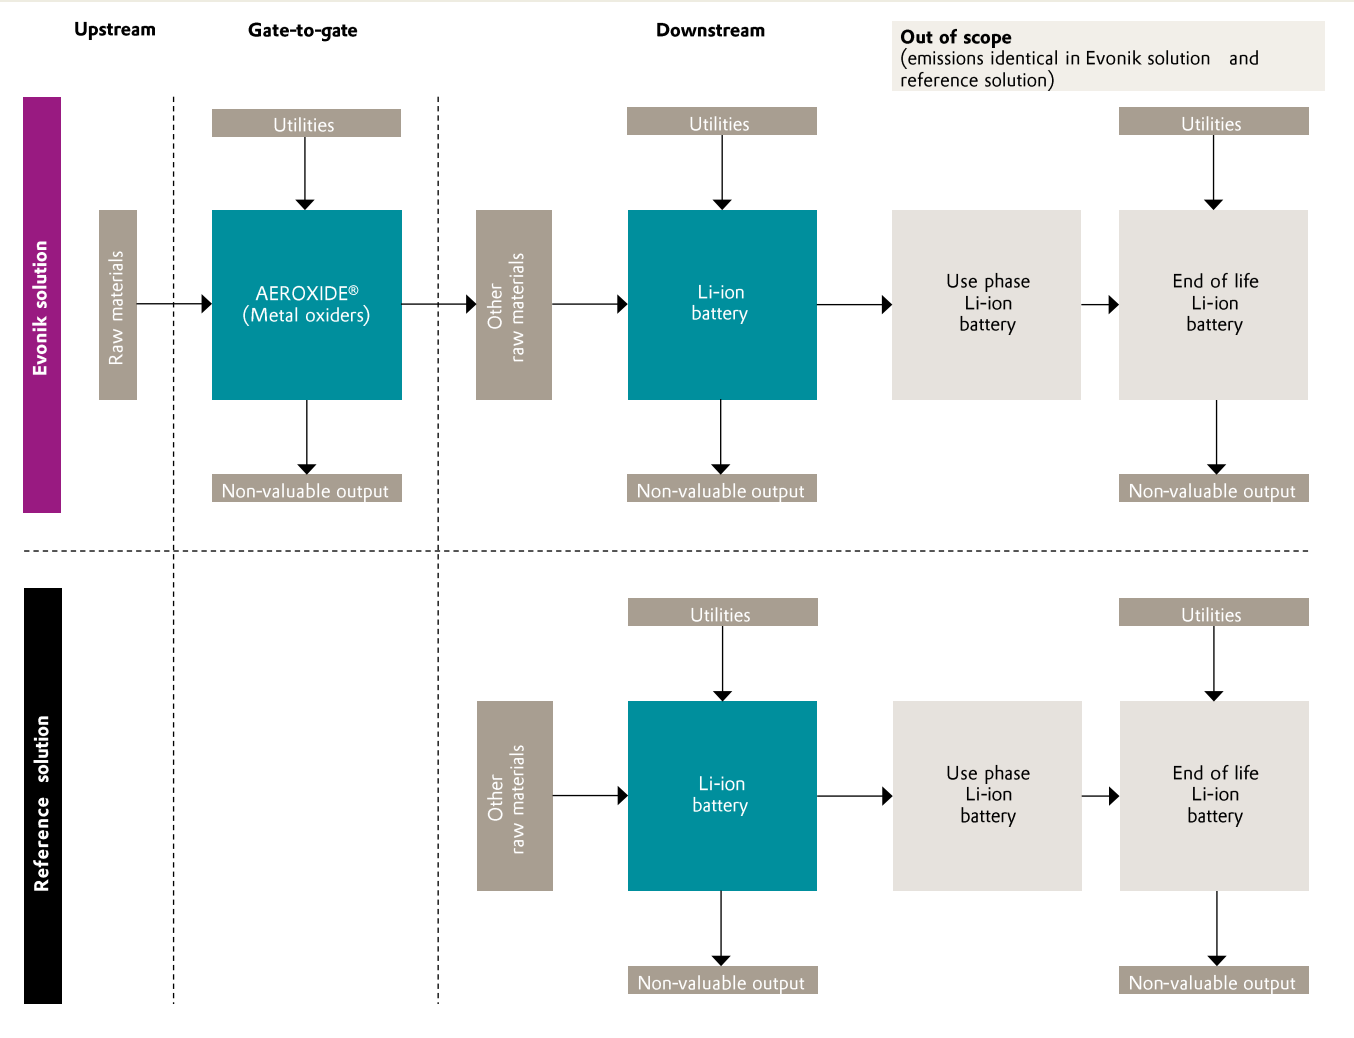 Upstream
Gate-to-gate
Downstream
Out of scope
(emissions identical in Evonik solution and
reference solution)
Evonik solution
Raw materials
Utilities
AEROXIDE®
(Metal oxiders)
Non-valuable output
Other
raw materials
Utilities
Li-ion
battery
Non-valuable output
Use phase
Li-ion
battery
Utilities
End of life
Li-ion
battery
Non-valuable output
Reference solution
Other
raw materials
Utilities
Li-ion
battery
Non-valuable output
Use phase
Li-ion
battery
Utilities
End of life
Li-ion
battery
Non-valuable output